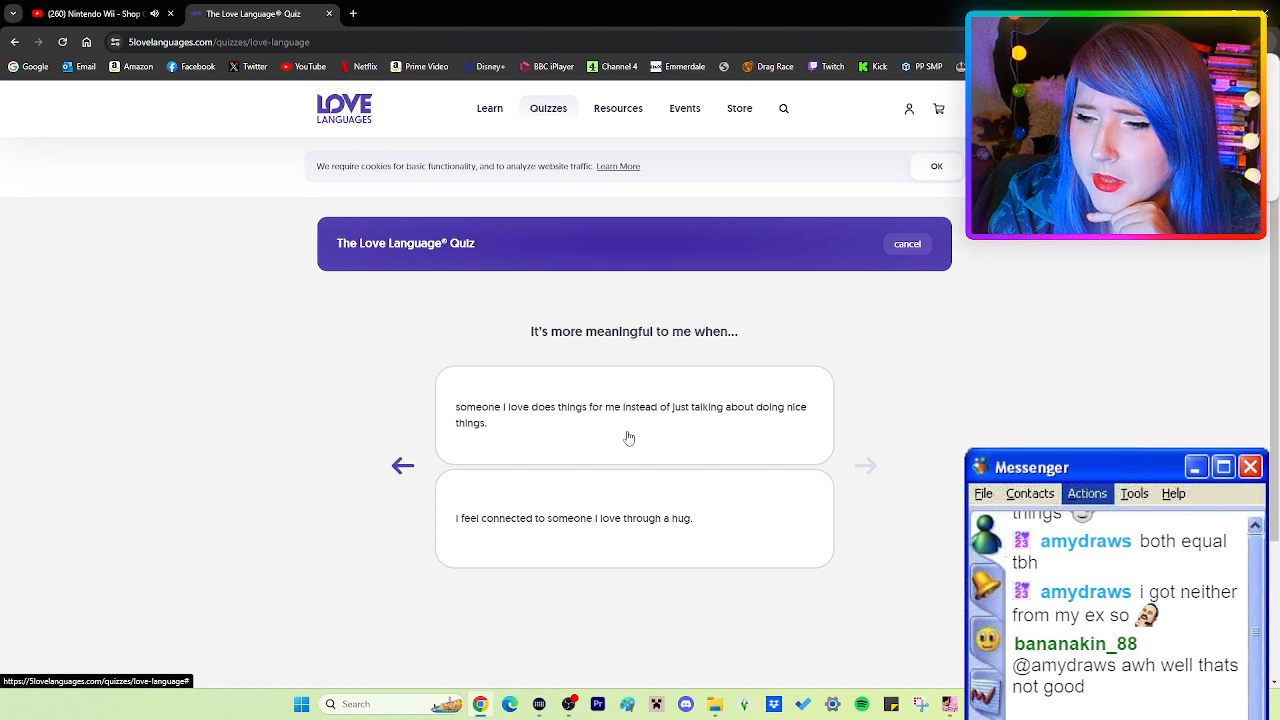 (260) Nintendo Wii - Shop
The Love Language® Quiz
5lovelanguages.com/quizzes/love-language
Google Email Amazon Facebook Twitter YouTube Netflix Prime Video Disney+ Channel 4 Emmerdale Drag Race Twitch Kick PP SMP
LOVE
LANGUAGES
Learn Quizzes Resources Events Store
We require cookies for basic functionality, and to analyze website traffic. Learn More
OK
The Love Language® Quiz
cancel
It's more meaningful to me when...
someone I love does things for me instead of just talking about doing nice
things.
I feel connected to someone I love through a hug.
Messenger
File Contacts Actions Tools Help
things
amydraws both equal
tbh
amydraws i got neither
from my ex so
bananakin_88
@amydraws awh well thats
not good
https://5lovelanguages.com/quizzes/love-language#
Search